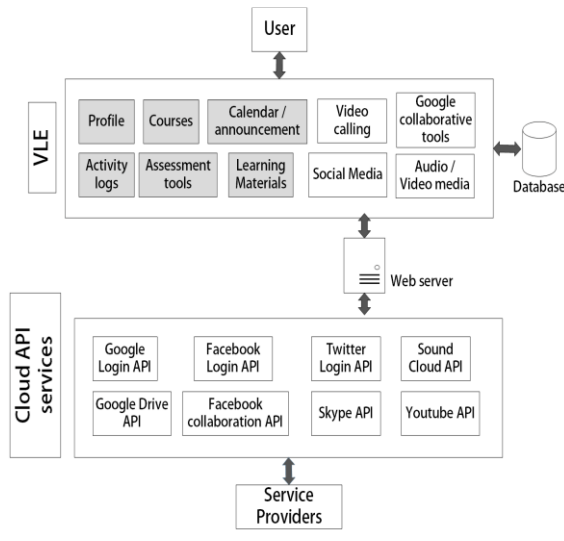 User
VLE
Profile
Courses
Calendar /
announcement
Video
calling
Google
collaborative
tools
Activity
logs
Assessment
tools
Learning
Materials
Social Media
Audio /
Video media
Database
Web server
Cloud API
services
Google
Login API
Facebook
Login API
Twitter
Login API
Sound
Cloud API
Google Drive
API
Facebook
collaboration API
Skype API
Youtube API
Service
Providers